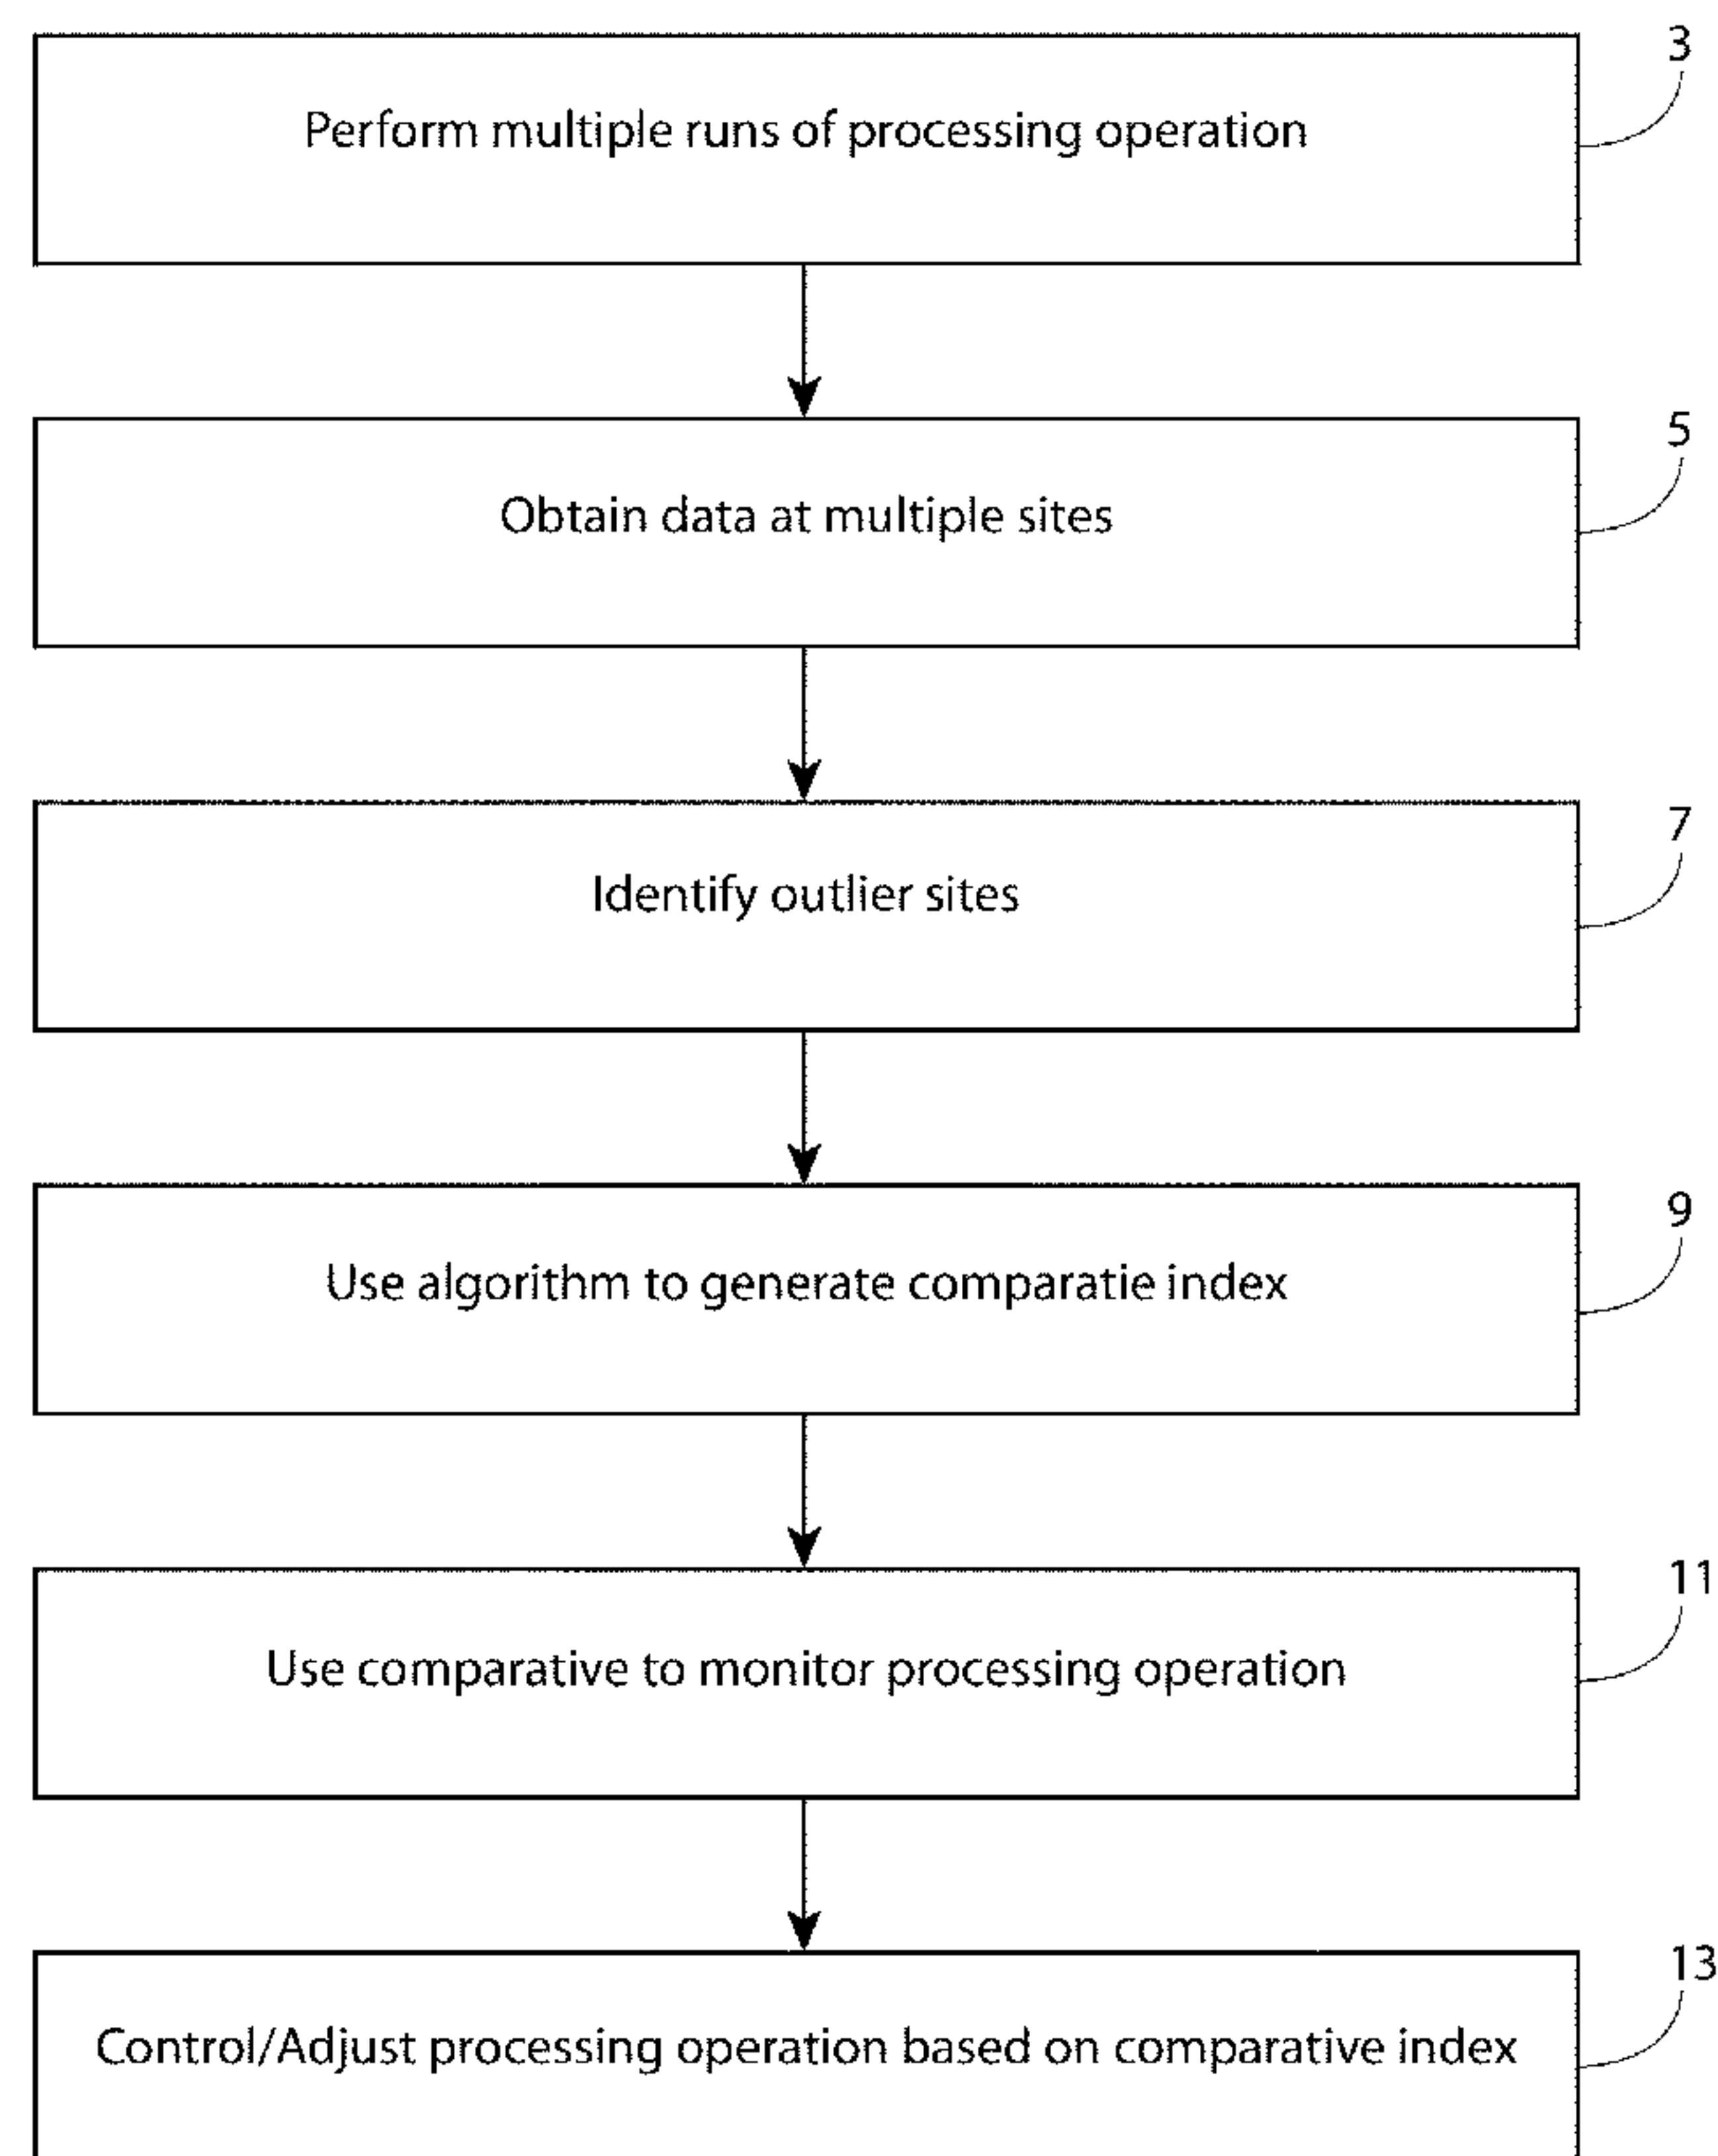 3
Perform multiple runs of processing operation
5
Obtain data at multiple sites
7
Identify outlier sites
9
Use algorithm to generate comparatie index
11
Use comparative to monitor processing operation
13
Control/Adjust processing operation based on comparative index